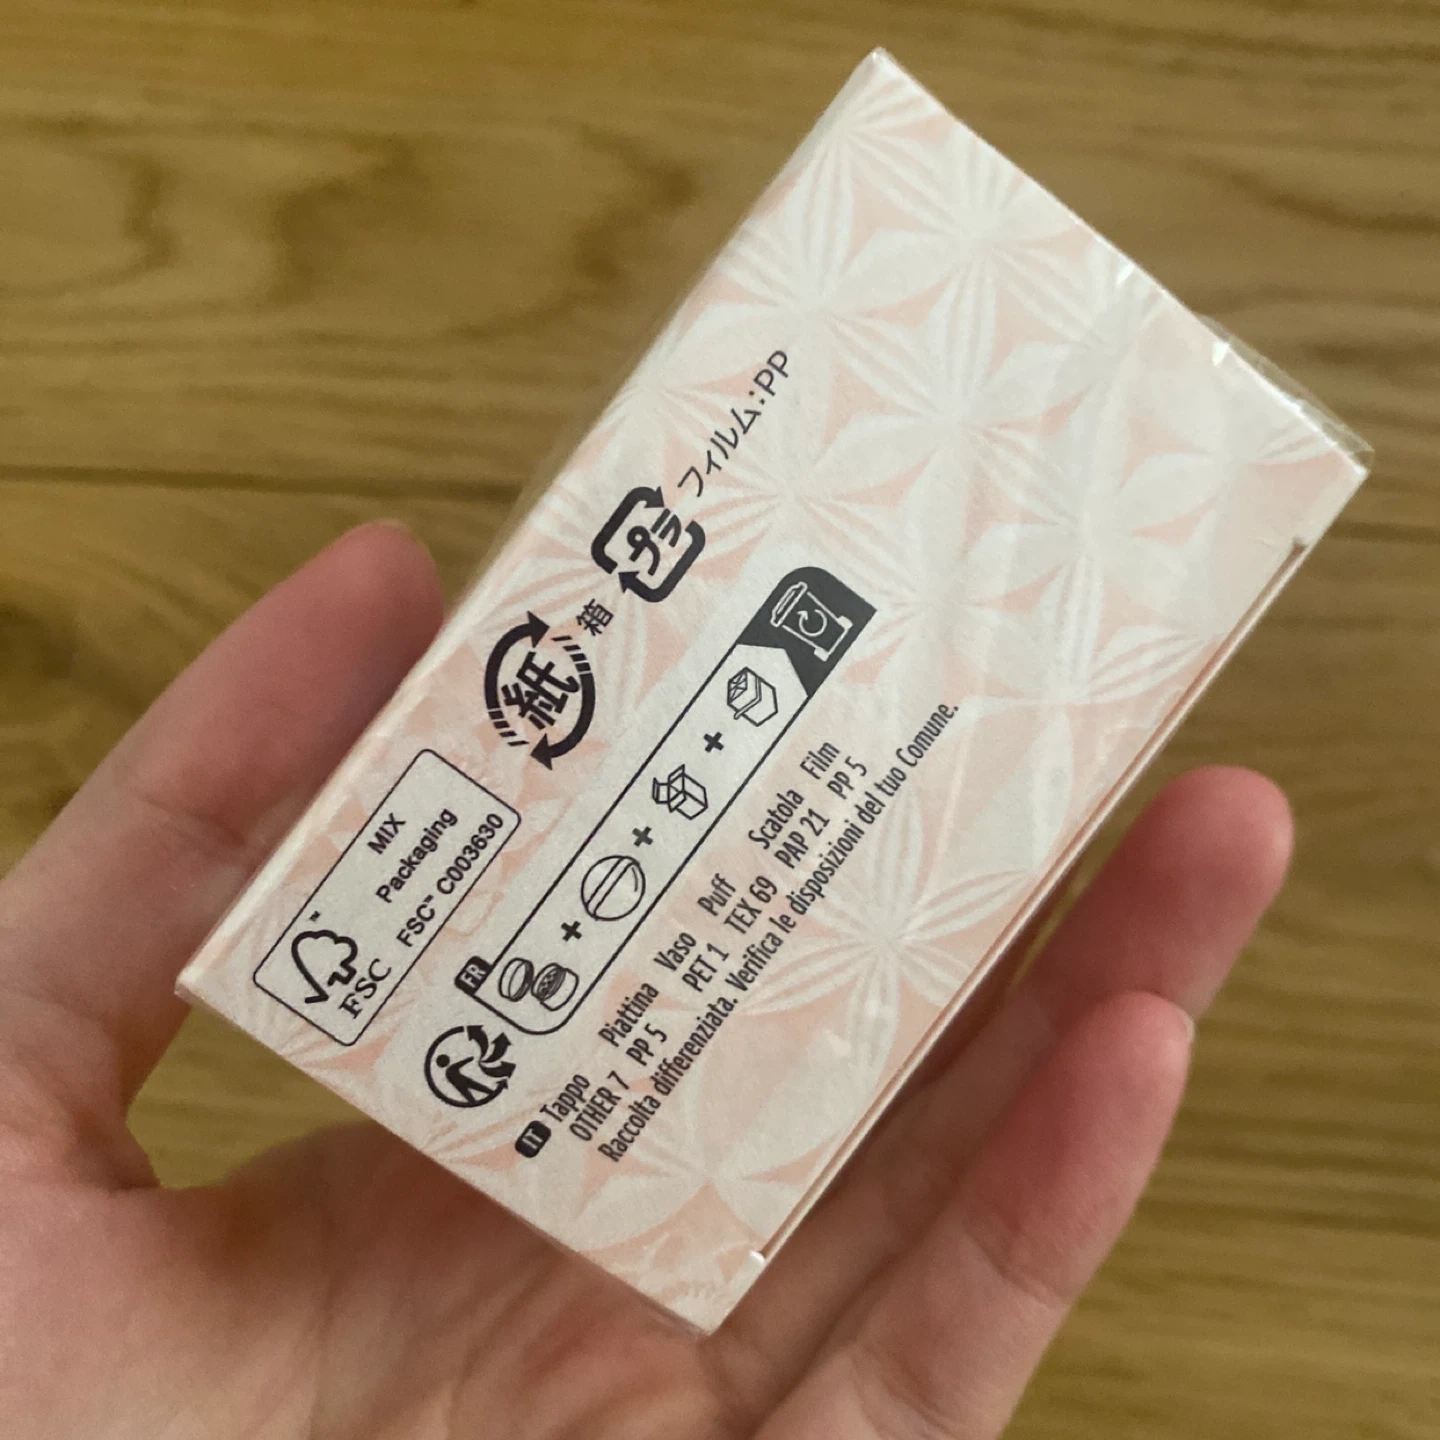 FSC™
MIX
Packaging
FSC™ C003630
紙
箱
プラ
フィルム:PP
FR
IT Tappo Piattina Vaso Puff Scatola Film
OTHER 7 PP 5 PET 1 TEX 69 PAP 21 PP 5
Raccolta differenziata. Verifica le disposizioni del tuo Comune.